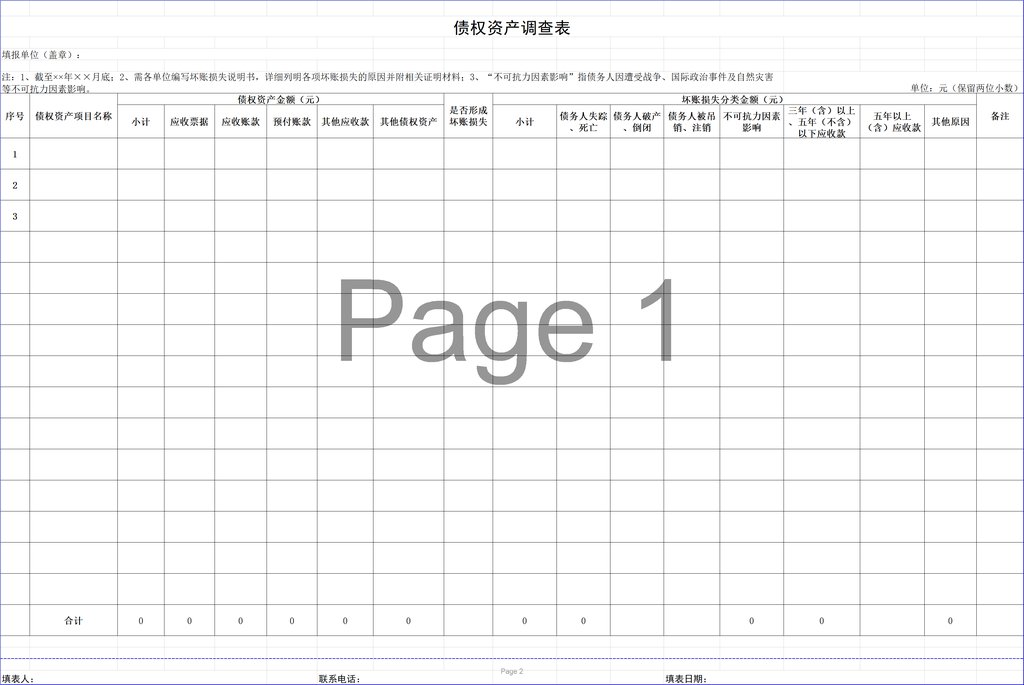 债权资产调查表
填报单位（盖章）：
注：1、截至××年××月底；2、需各单位编写坏账损失说明书，详细列明各项坏账损失的原因并附相关证明材料；3、“不可抗力因素影响”指债务人因遭受战争、国际政治事件及自然灾害
等不可抗力因素影响。
单位：元（保留两位小数）
序号 债权资产项目名称 债权资产金额（元） 是否形成坏账损失 坏账损失分类金额（元） 备注
小计 应收票据 应收账款 预付账款 其他应收款 其他债权资产 小计 债务人失踪、死亡 债务人破产、倒闭 债务人被吊销、注销 不可抗力因素影响 三年（含）以上、五年（不含）以下应收款 五年以上（含）应收款 其他原因
1
2
3
Page 1
合计 0 0 0 0 0 0 0 0 0 0 0
Page 2
填表人： 联系电话： 填表日期：